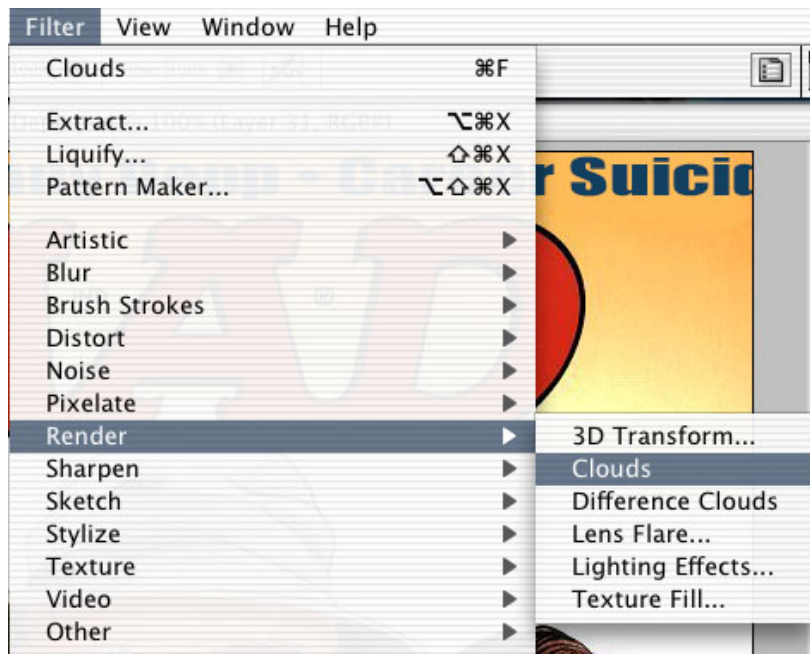 Filter View Window Help
Clouds ⌘F
Extract... ⌥⌘X
Liquify... ⇧⌘X
Pattern Maker... ⌥⇧⌘X
r Suicid
Artistic
Blur
Brush Strokes
Distort
Noise
Pixelate
Render
Sharpen
Sketch
Stylize
Texture
Video
Other
3D Transform...
Clouds
Difference Clouds
Lens Flare...
Lighting Effects...
Texture Fill...